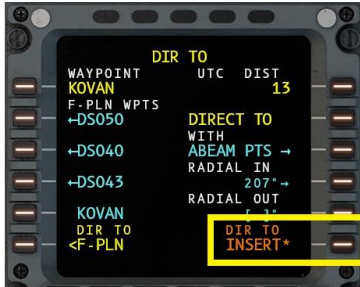 DIR TO
WAYPOINT UTC DIST
KOVAN 13
F-PLN WPTS
←DS050 DIRECT TO
WITH
←DS040 ABEAM PTS →
RADIAL IN
←DS043 207°→
RADIAL OUT
KOVAN [ ]°
DIR TO DIR TO
<F-PLN INSERT*